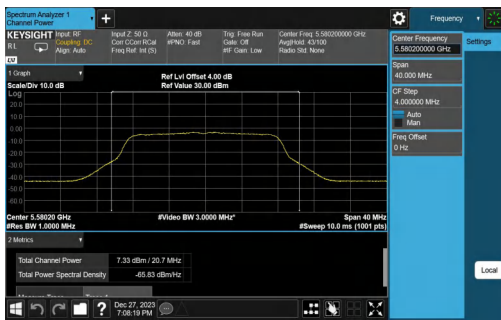 Spectrum Analyzer 1
Channel Power
Frequency
KEYSIGHT
Input: RF
Coupling: DC
Align: Auto
Input Z: 50 Ω
Corr CCorr RCal
Freq Ref: Int (S)
Atten: 40 dB
#PNO: Fast
Trig: Free Run
Gate: Off
#IF Gain: Low
Center Freq: 5.580200000 GHz
Avg|Hold: 43/100
Radio Std: None
RL
Center Frequency
5.580200000 GHz
Settings
Span
40.000 MHz
CF Step
4.000000 MHz
Auto
Man
Freq Offset
0 Hz
Local
1 Graph
Scale/Div 10.0 dB
Ref Lvl Offset 4.00 dB
Ref Value 30.00 dBm
Log
20.0
10.0
0.00
-10.0
-20.0
-30.0
-40.0
-50.0
-60.0
Center 5.58020 GHz
#Res BW 1.0000 MHz
#Video BW 3.0000 MHz*
Span 40 MHz
#Sweep 10.0 ms (1001 pts)
2 Metrics
Total Channel Power 7.33 dBm / 20.7 MHz
Total Power Spectral Density -65.83 dBm/Hz
Dec 27, 2023
7:08:19 PM